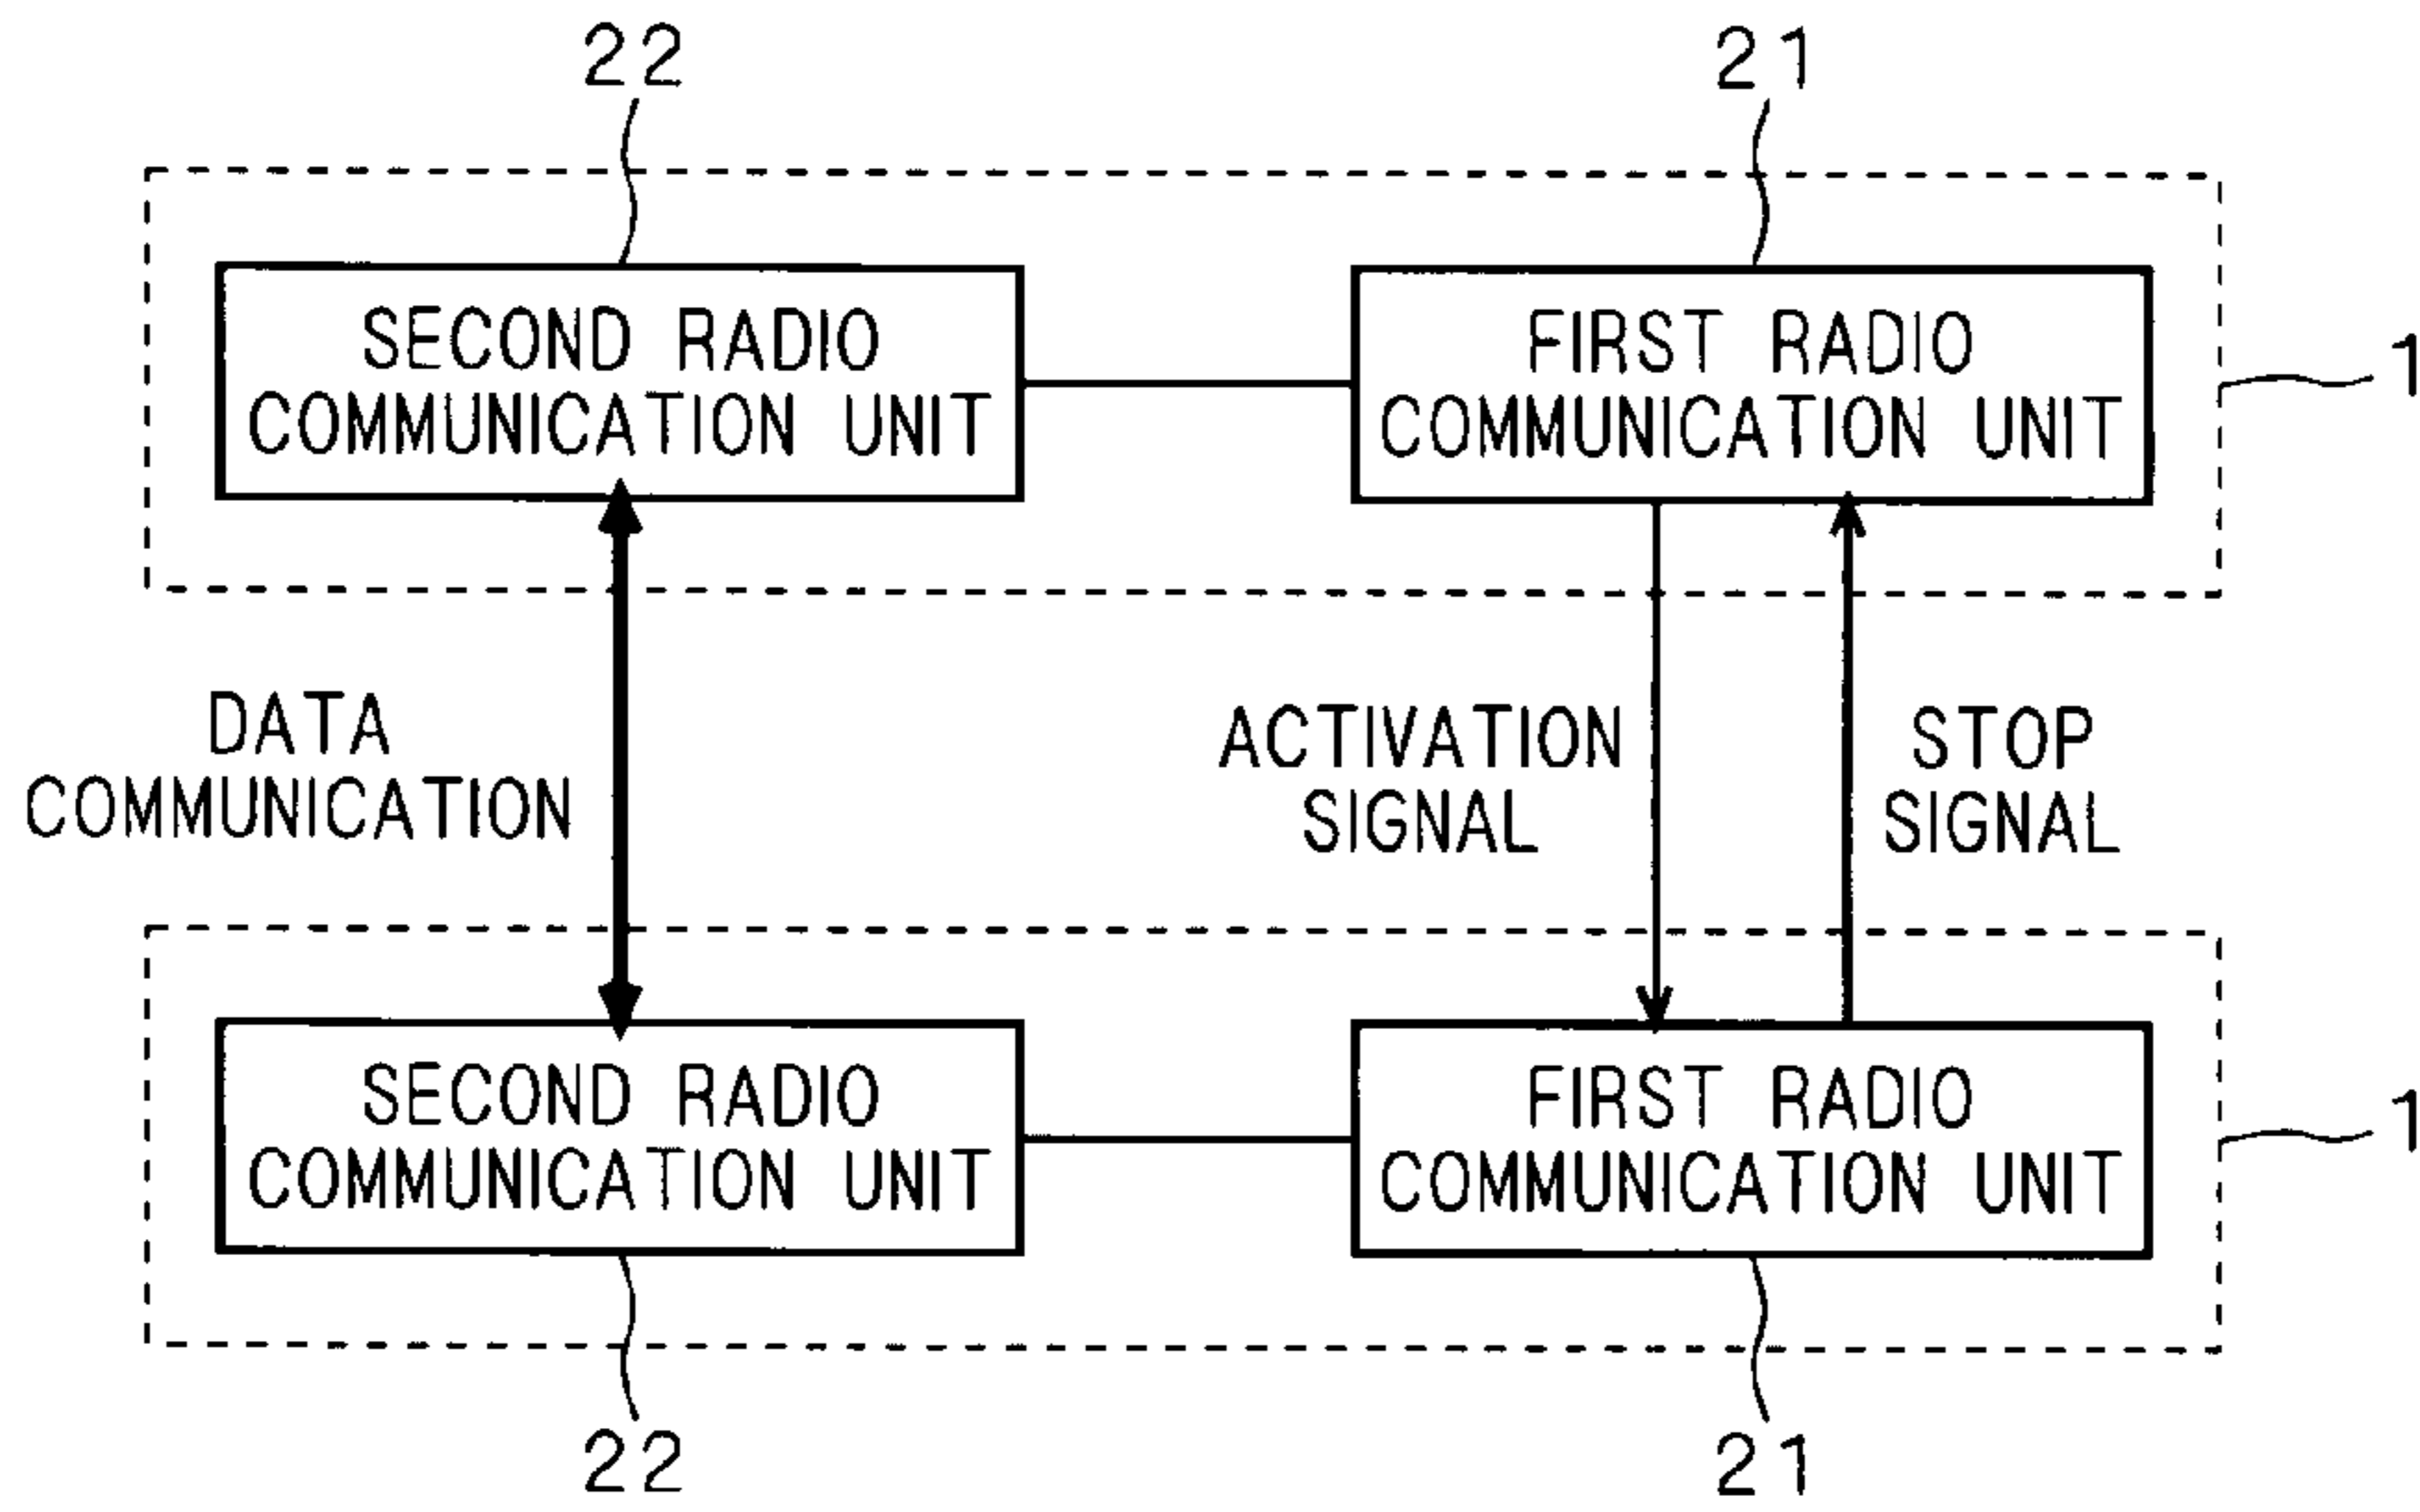 22
21
SECOND RADIO
COMMUNICATION UNIT
FIRST RADIO
COMMUNICATION UNIT
1
DATA
COMMUNICATION
ACTIVATION
SIGNAL
STOP
SIGNAL
SECOND RADIO
COMMUNICATION UNIT
FIRST RADIO
COMMUNICATION UNIT
1
22
21